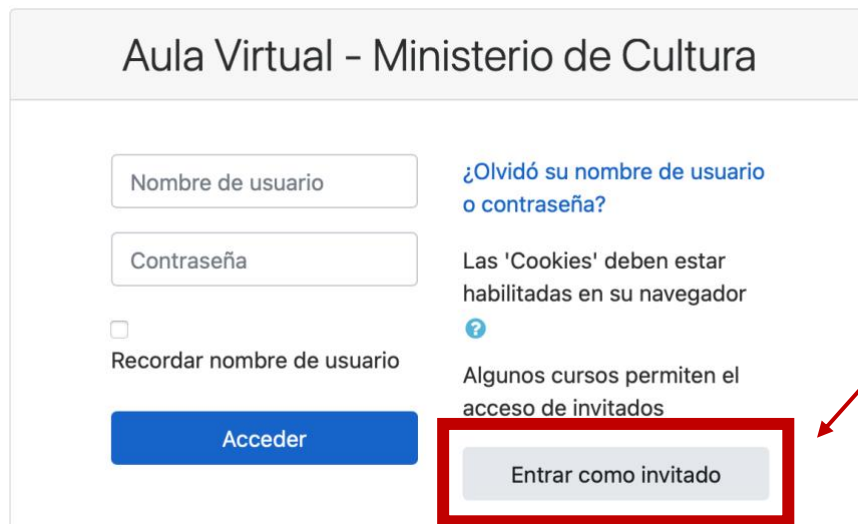 Aula Virtual - Ministerio de Cultura
Nombre de usuario
Contraseña
Recordar nombre de usuario
Acceder
¿Olvidó su nombre de usuario
o contraseña?
Las 'Cookies' deben estar
habilitadas en su navegador
?
Algunos cursos permiten el
acceso de invitados
Entrar como invitado